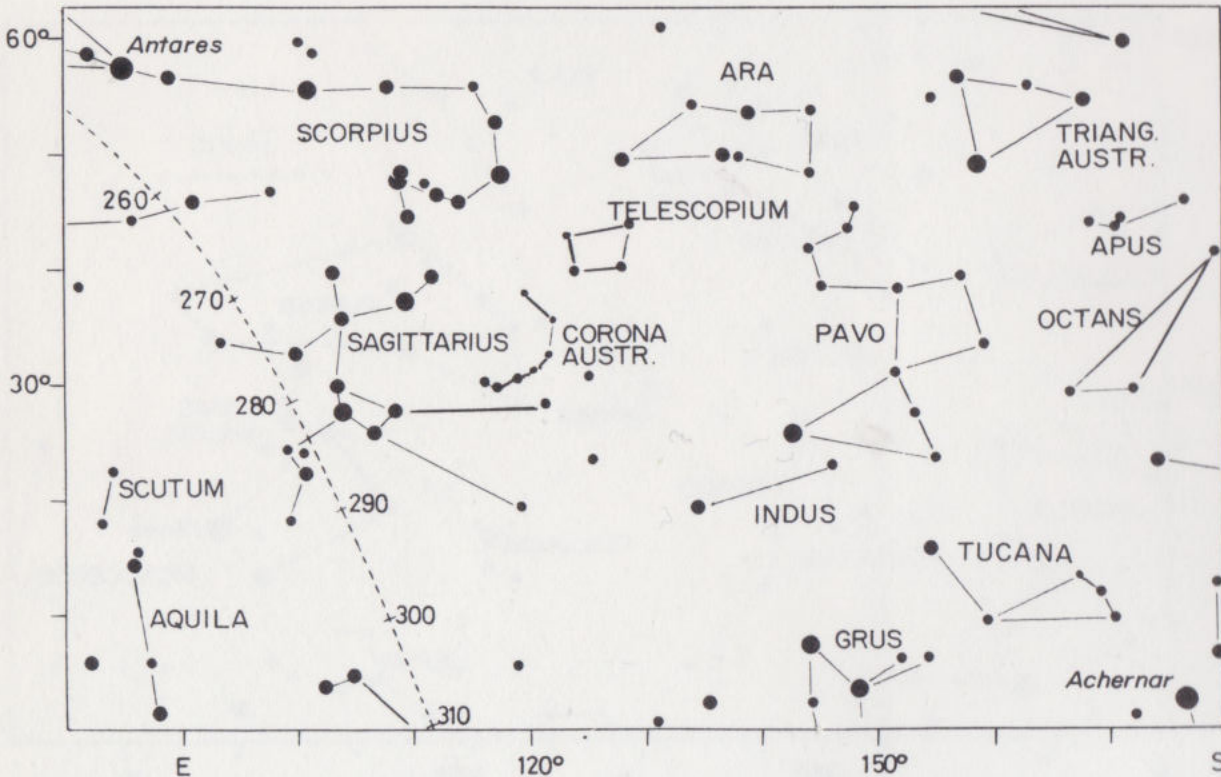 60°
Antares
ARA
SCORPIUS
TRIANG.
AUSTR.
260
TELESCOPIUM
APUS
270
SAGITTARIUS
CORONA
AUSTR.
PAVO
OCTANS
30°
280
SCUTUM
290
INDUS
TUCANA
AQUILA
300
GRUS
Achernar
310
E
120°
150°
S